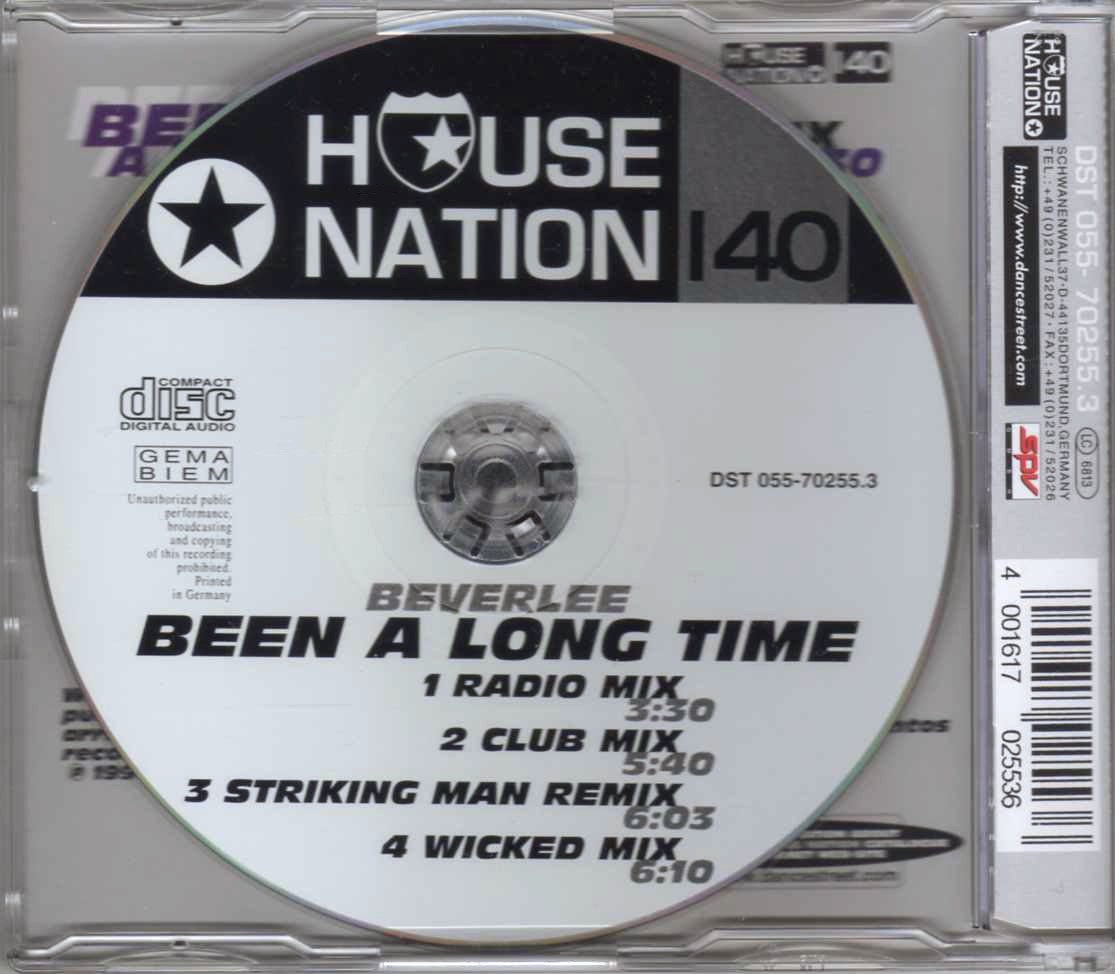 HOUSE
NATION
140
COMPACT
disc
DIGITAL AUDIO
GEMA
BIEM
Unauthorized public
performance,
broadcasting
and copying
of this recording
prohibited.
Printed
in Germany
DST 055-70255.3
BEVERLEE
BEEN A LONG TIME
1 RADIO MIX
3:30
2 CLUB MIX
5:40
3 STRIKING MAN REMIX
6:03
4 WICKED MIX
6:10
HOUSE
NATION
140
HOUSE
NATION
DST 055- 70255.3
LC 6813
SCHWANENWALL37·D-44135DORTMUND,GERMANY
TEL.:+49(0)231/52027·FAX:+49(0)231/52026
http://www.dancestreet.com
spv
4 001617 025536